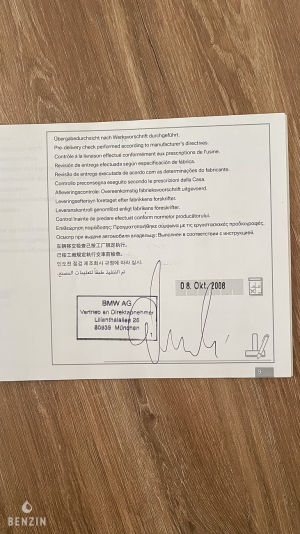 Übergabedurchsicht nach Werksvorschrift durchgeführt.
Pre-delivery check performed according to manufacturer's directives.
Contrôle à la livraison effectué conformément aux prescriptions de l'usine.
Revisión de entrega efectuada según especificación de fábrica.
Revisão de entrega executada de acordo com as determinações do fabricante.
Controllo preconsegna eseguito secondo le prescrizioni della Casa.
Afleveringscontrole: Overeenkomstig fabrieksvoorschrift uitgevoerd.
Leveringseftersyn foretaget efter fabrikkens forskrifter.
Leveranskontroll genomförd enligt fabrikens föreskrifter.
Control înainte de predare efectuat conform normelor producătorului.
Επιθεώρηση παράδοσης: Πραγματοποιήθηκε σύμφωνα με τις εργοστασιακές προδιαγραφές.
Осмотр при выдаче автомобиля владельцу: Выполнен в соответствии с инструкцией.
08. Okt. 2008
BMW AG
Vertrieb an Direktabnehmer
Lilienthalallee 26
80939 München
9
BENZIN